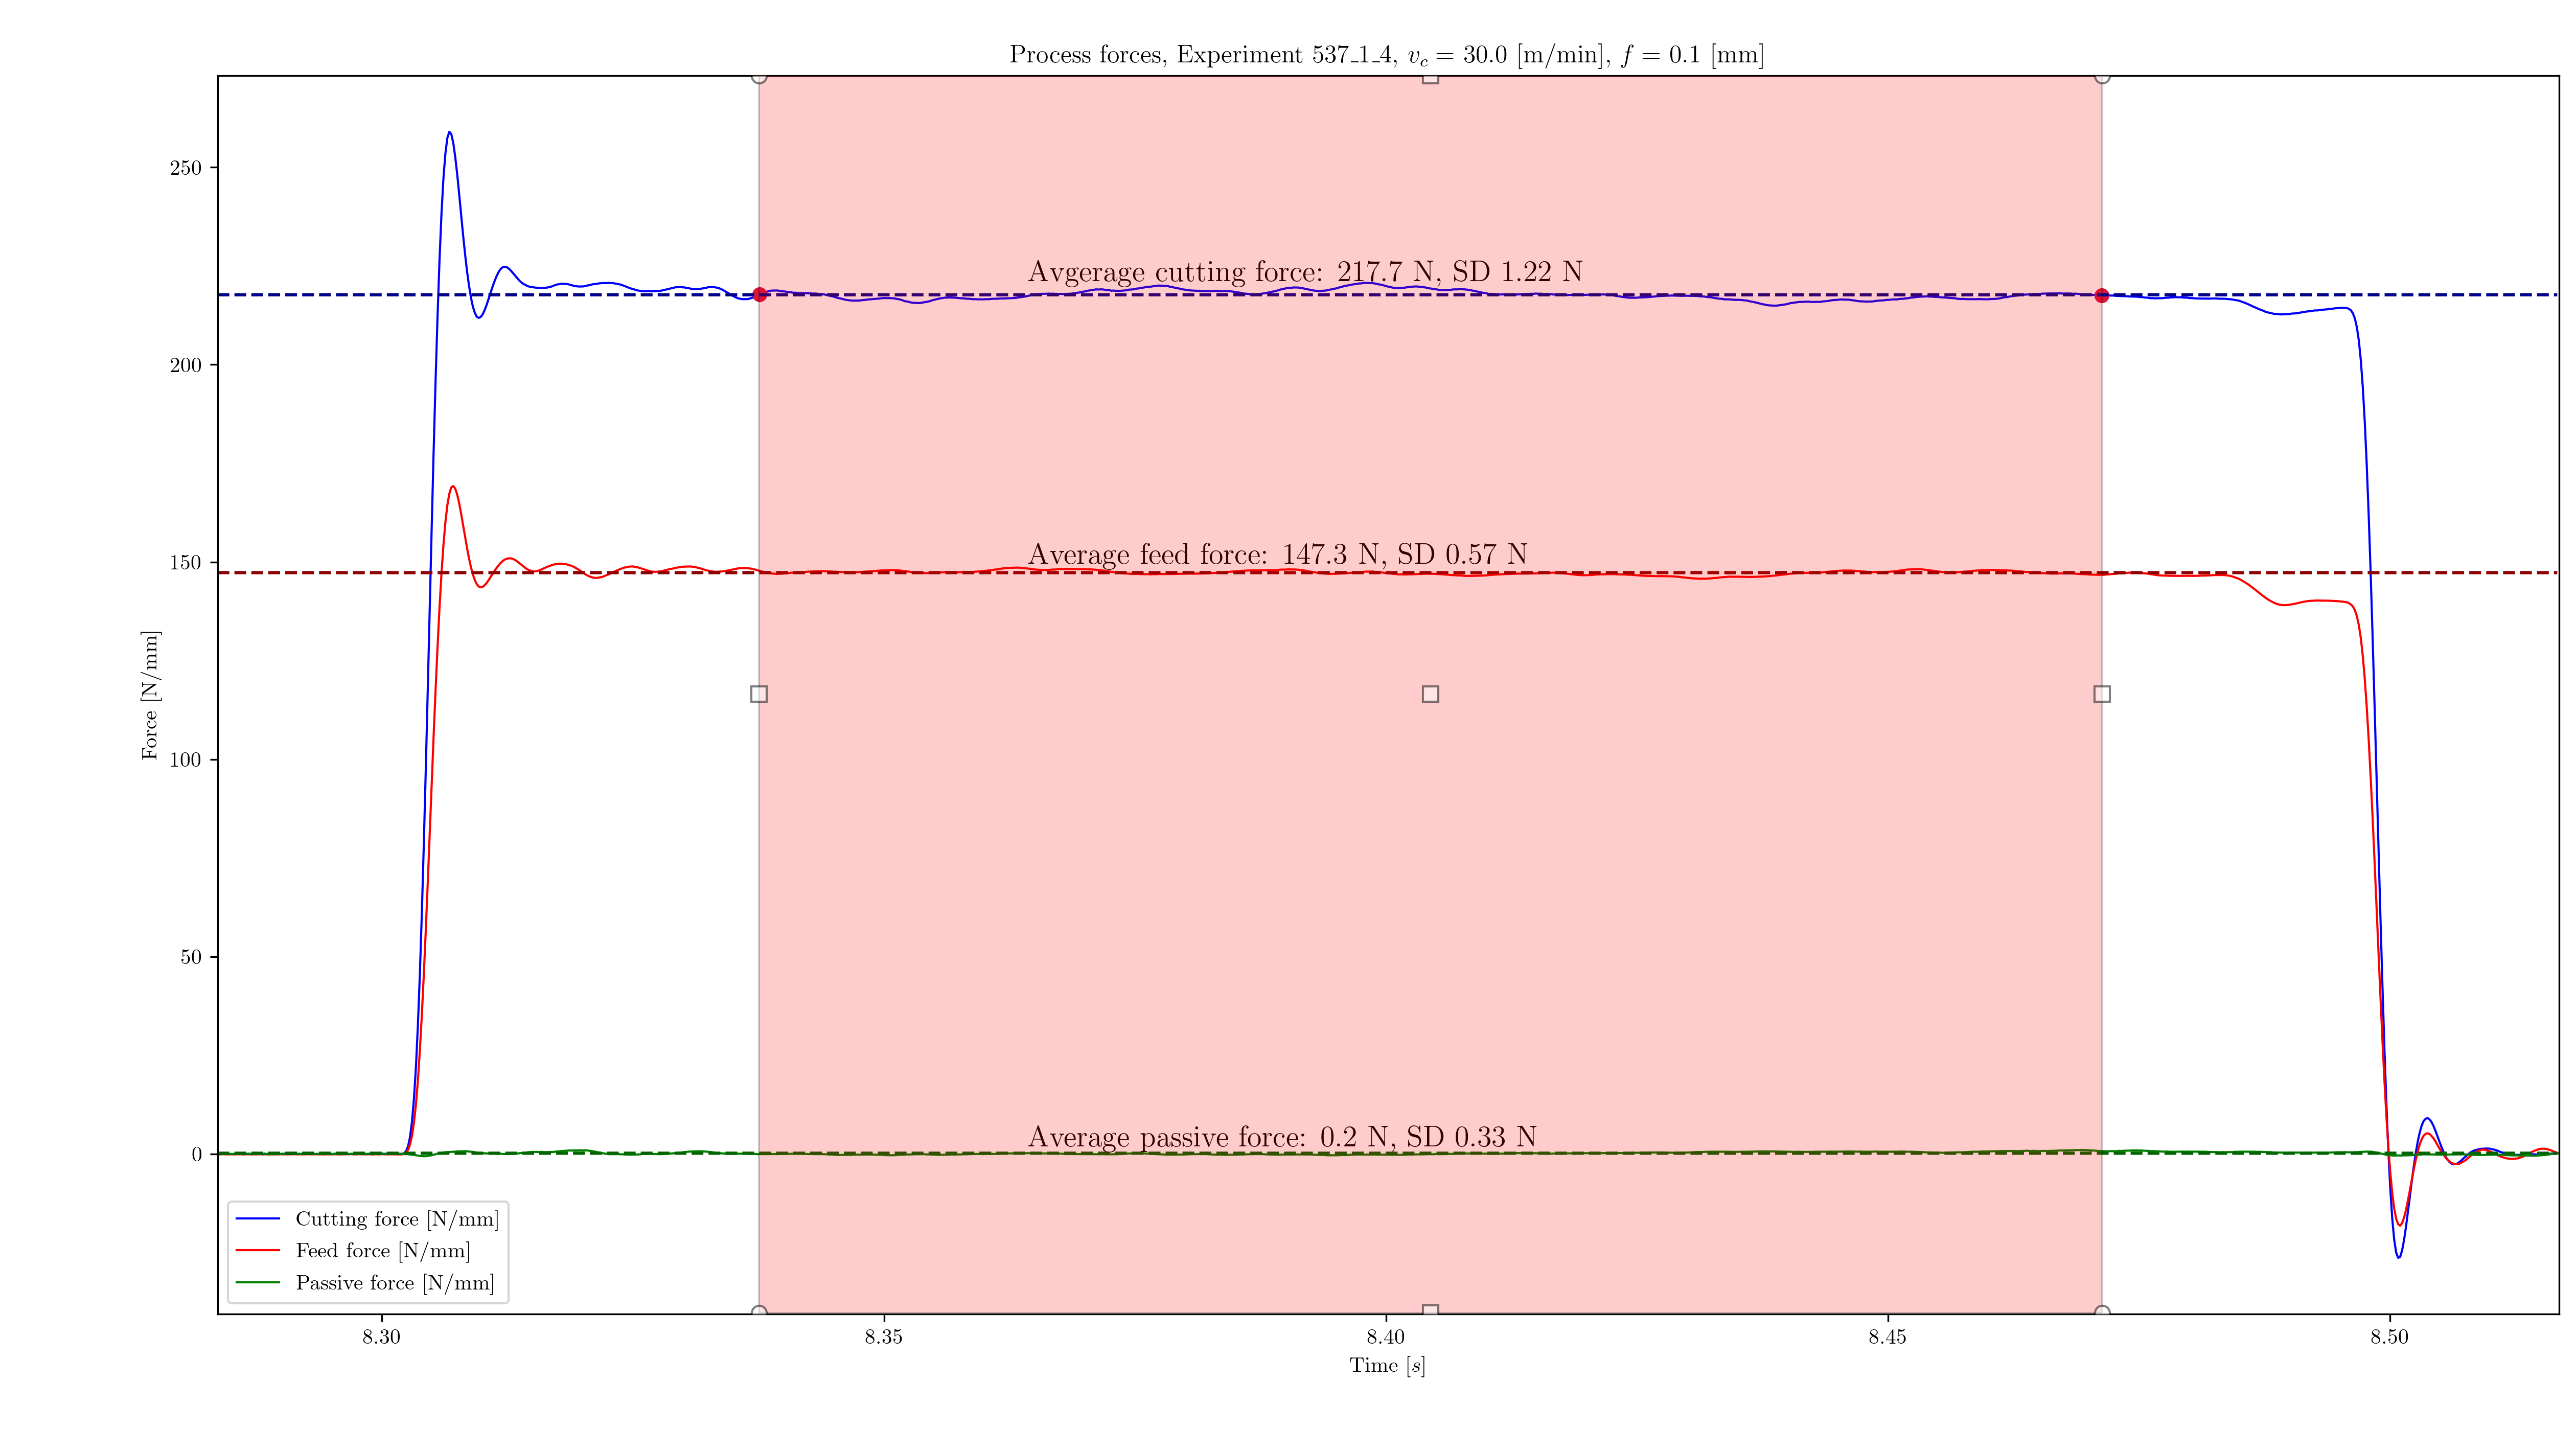 Process forces, Experiment 537_1_4, v_c = 30.0 [m/min], f = 0.1 [mm]
Avgerage cutting force: 217.7 N, SD 1.22 N
Average feed force: 147.3 N, SD 0.57 N
Average passive force: 0.2 N, SD 0.33 N
Force [N/mm]
250
200
150
100
50
0
Cutting force [N/mm]
Feed force [N/mm]
Passive force [N/mm]
8.30 8.35 8.40 8.45 8.50
Time [s]